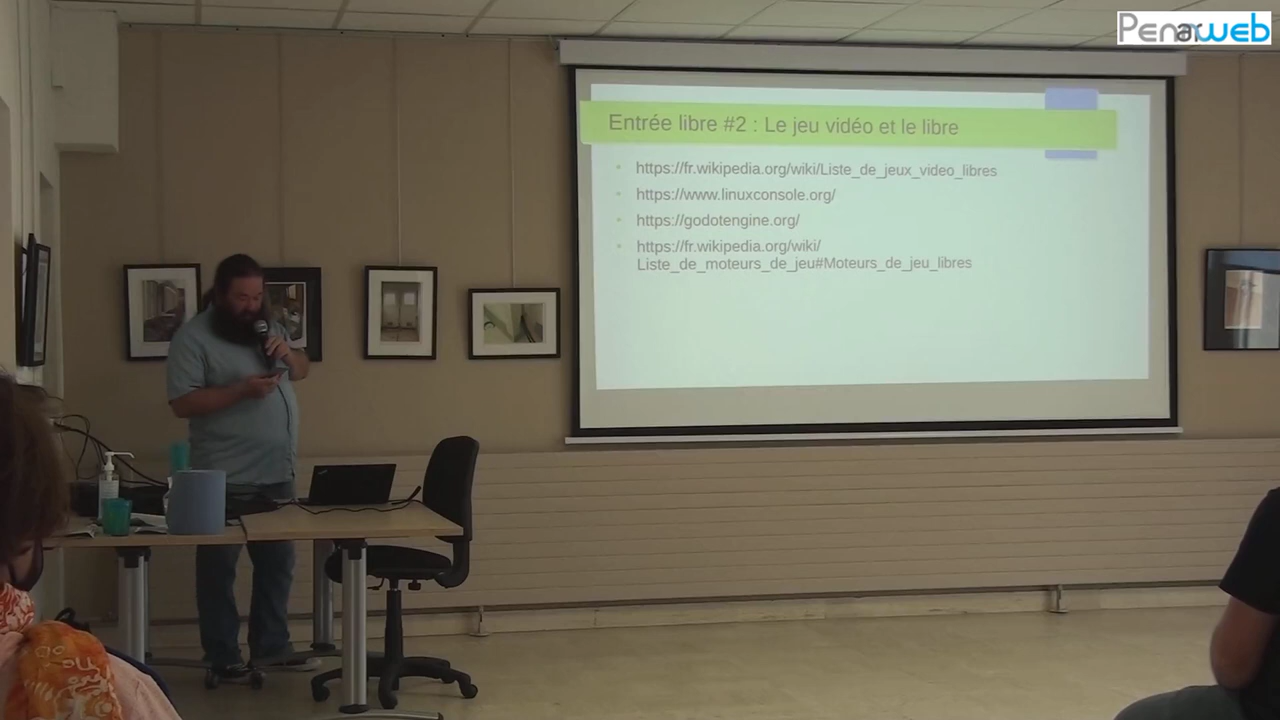 Penarweb
Entrée libre #2 : Le jeu vidéo et le libre
https://fr.wikipedia.org/wiki/Liste_de_jeux_video_libres
https://www.linuxconsole.org/
https://godotengine.org/
https://fr.wikipedia.org/wiki/
Liste_de_moteurs_de_jeu#Moteurs_de_jeu_libres